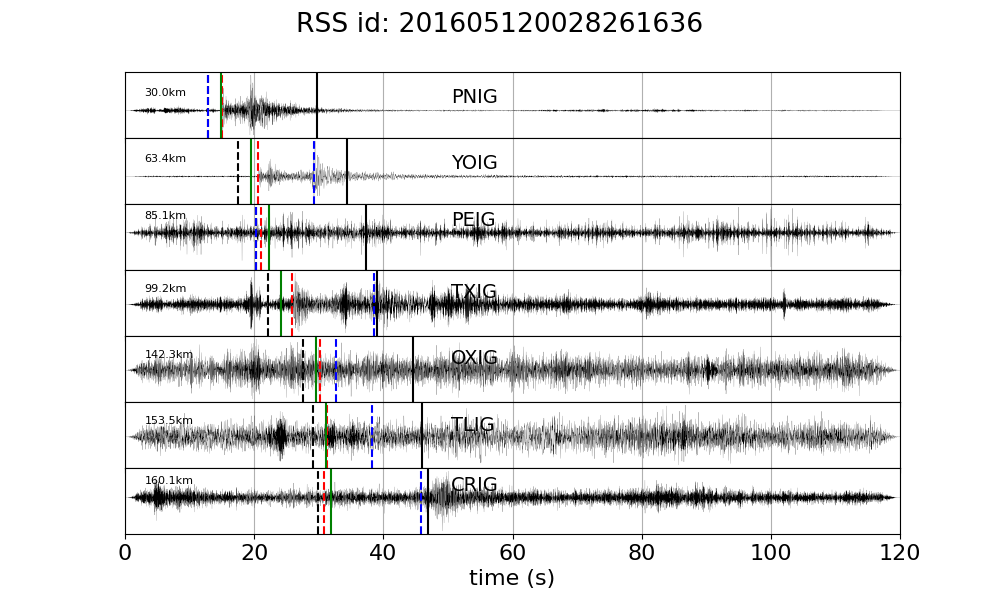 RSS id: 201605120028261636
30.0km PNIG
63.4km YOIG
85.1km PEIG
99.2km TXIG
142.3km OXIG
153.5km TLIG
160.1km CRIG
0 20 40 60 80 100 120
time (s)